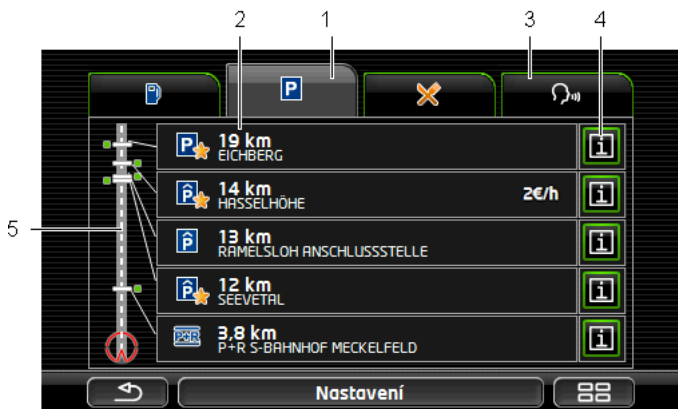 2 1 3 4
P
P 19 km
EICHBERG
i
P 14 km 2€/h
HASSELHÖHE
i
P 13 km
RAMELSLOH ANSCHLUSSSTELLE
i
P 12 km
SEEVETAL
i
5
P+R 3,8 km
P+R S-BAHNHOF MECKELFELD
i
Nastavení